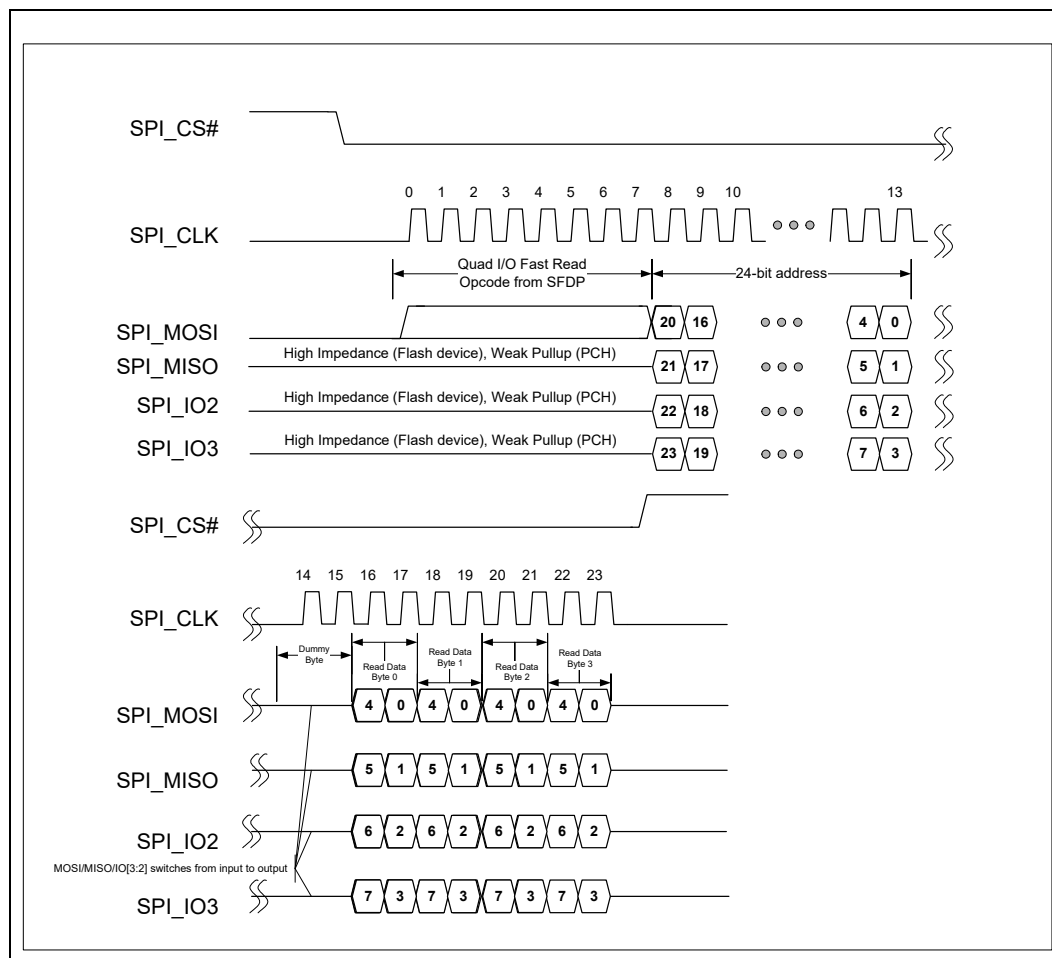 SPI_CS#
0 1 2 3 4 5 6 7 8 9 10 13
SPI_CLK
Quad I/O Fast Read
Opcode from SFDP
24-bit address
SPI_MOSI
20 16 4 0
High Impedance (Flash device), Weak Pullup (PCH)
SPI_MISO
21 17 5 1
High Impedance (Flash device), Weak Pullup (PCH)
SPI_IO2
22 18 6 2
High Impedance (Flash device), Weak Pullup (PCH)
SPI_IO3
23 19 7 3
SPI_CS#
14 15 16 17 18 19 20 21 22 23
SPI_CLK
Dummy
Byte
Read Data
Byte 0
Read Data
Byte 1
Read Data
Byte 2
Read Data
Byte 3
SPI_MOSI
4 0 4 0 4 0 4 0
SPI_MISO
5 1 5 1 5 1 5 1
SPI_IO2
6 2 6 2 6 2 6 2
MOSI/MISO/IO[3:2] switches from input to output
SPI_IO3
7 3 7 3 7 3 7 3